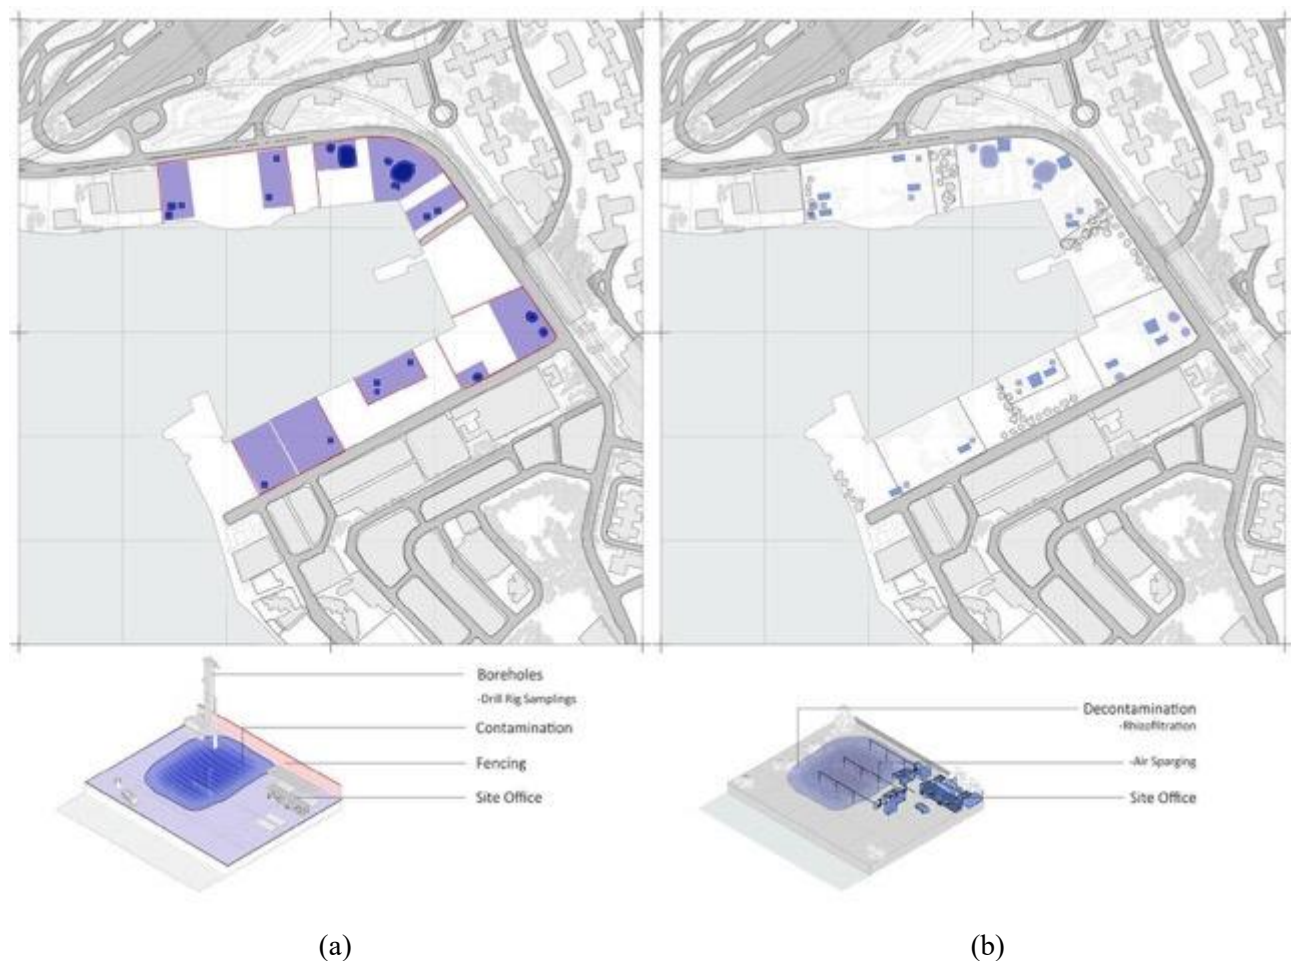 Boreholes
-Drill Rig Samplings
Contamination
Fencing
Site Office
Decontamination
-Rhizofiltration
-Air Sparging
Site Office
(a)
(b)